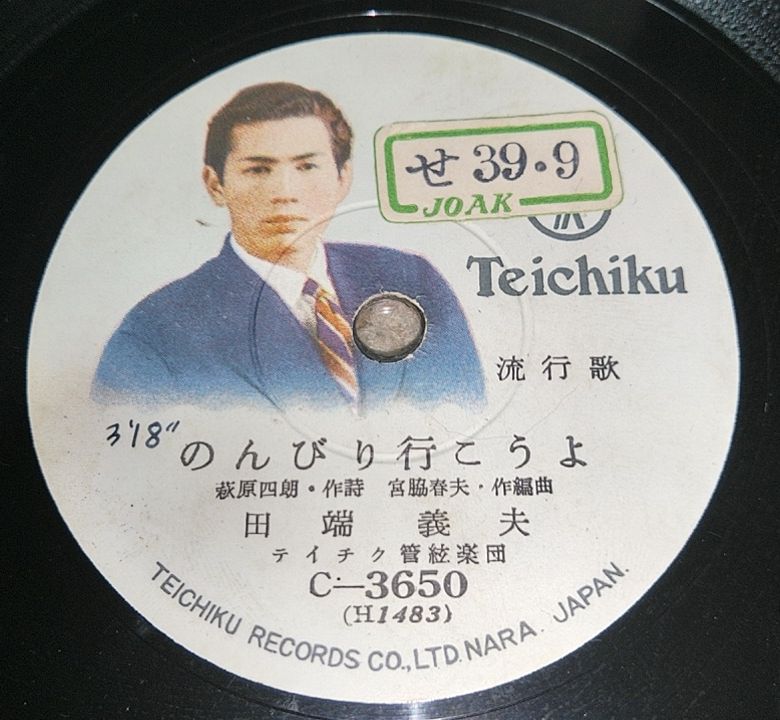 せ 39・9
JOAK
Teichiku
流行歌
3'18"
のんびり行こうよ
萩原四朗・作詩 宮脇春夫・作編曲
田端義夫
テイチク管絃楽団
C-3650
(H1483)
TEICHIKU RECORDS CO.,LTD. NARA. JAPAN.